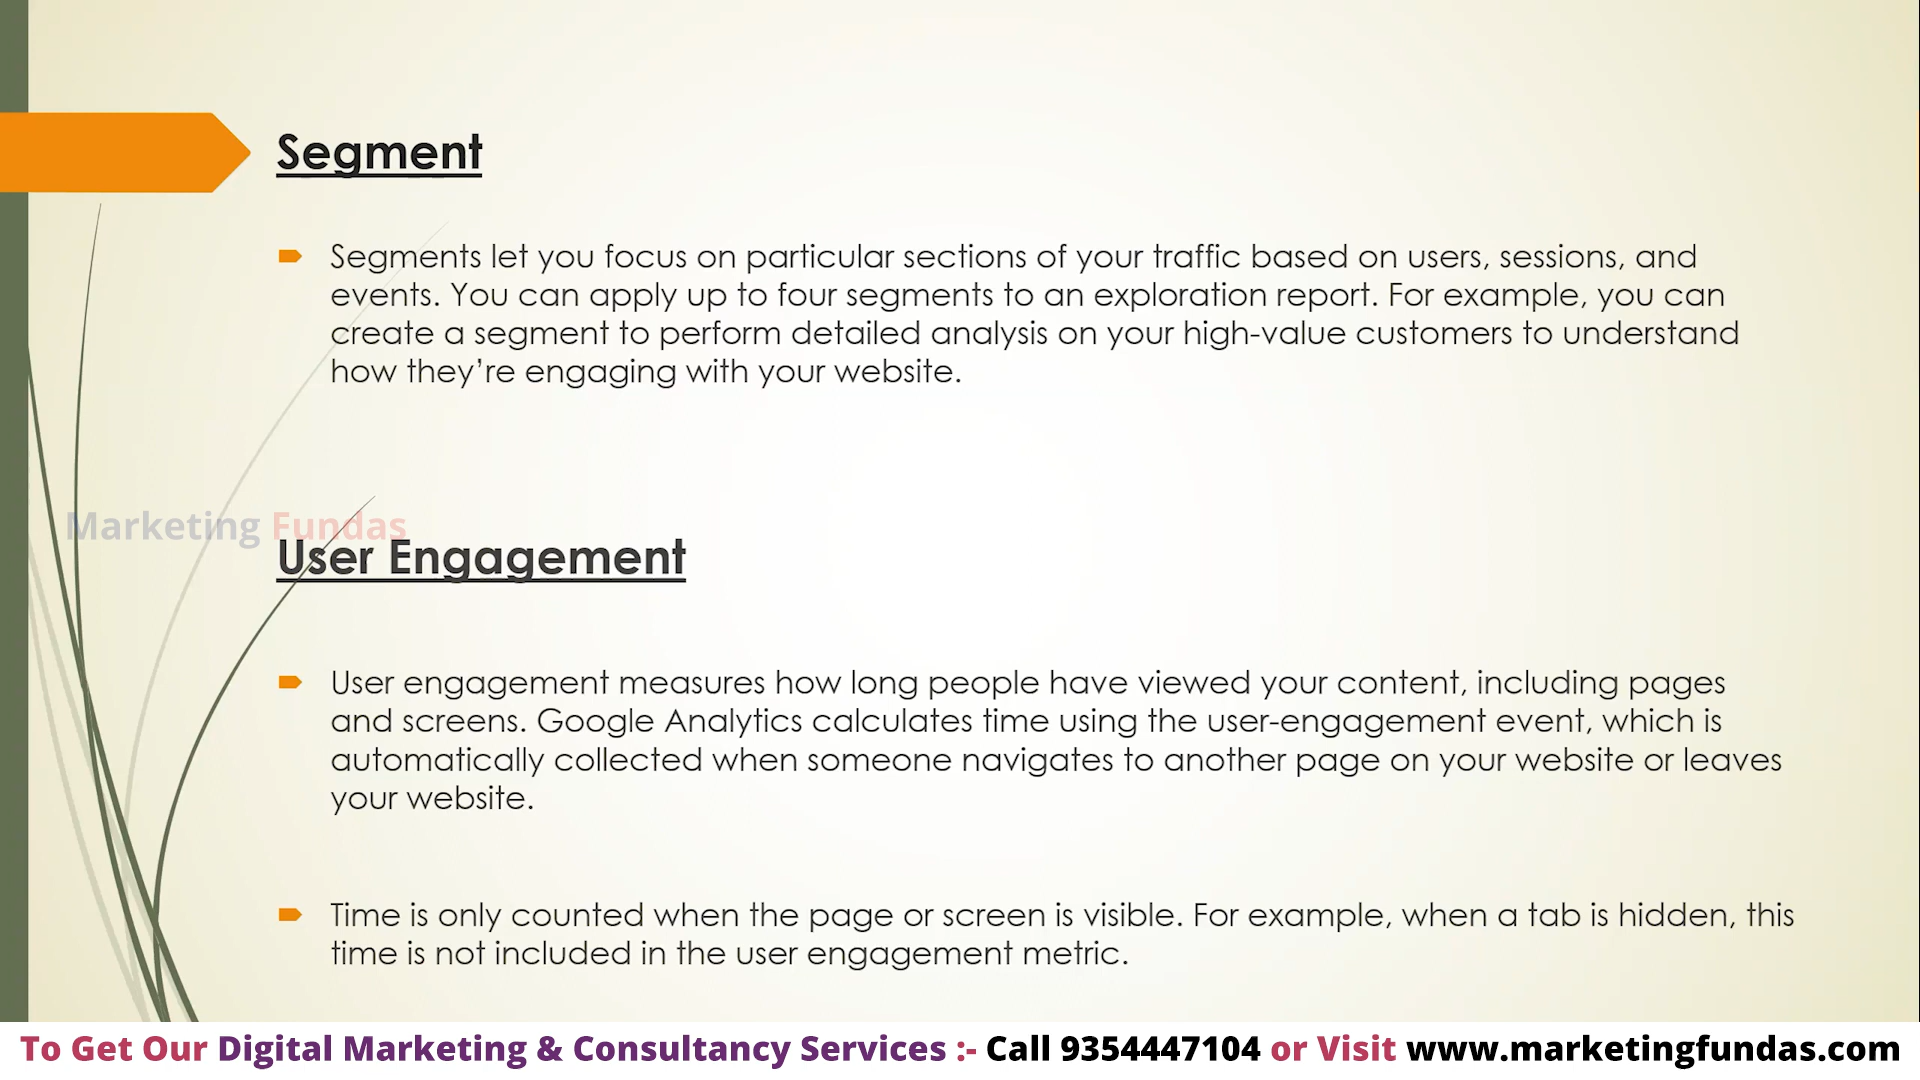 Segment
Segments let you focus on particular sections of your traffic based on users, sessions, and
events. You can apply up to four segments to an exploration report. For example, you can
create a segment to perform detailed analysis on your high-value customers to understand
how they’re engaging with your website.
Marketing Fundas
User Engagement
User engagement measures how long people have viewed your content, including pages
and screens. Google Analytics calculates time using the user-engagement event, which is
automatically collected when someone navigates to another page on your website or leaves
your website.
Time is only counted when the page or screen is visible. For example, when a tab is hidden, this
time is not included in the user engagement metric.
To Get Our Digital Marketing & Consultancy Services :- Call 9354447104 or Visit www.marketingfundas.com